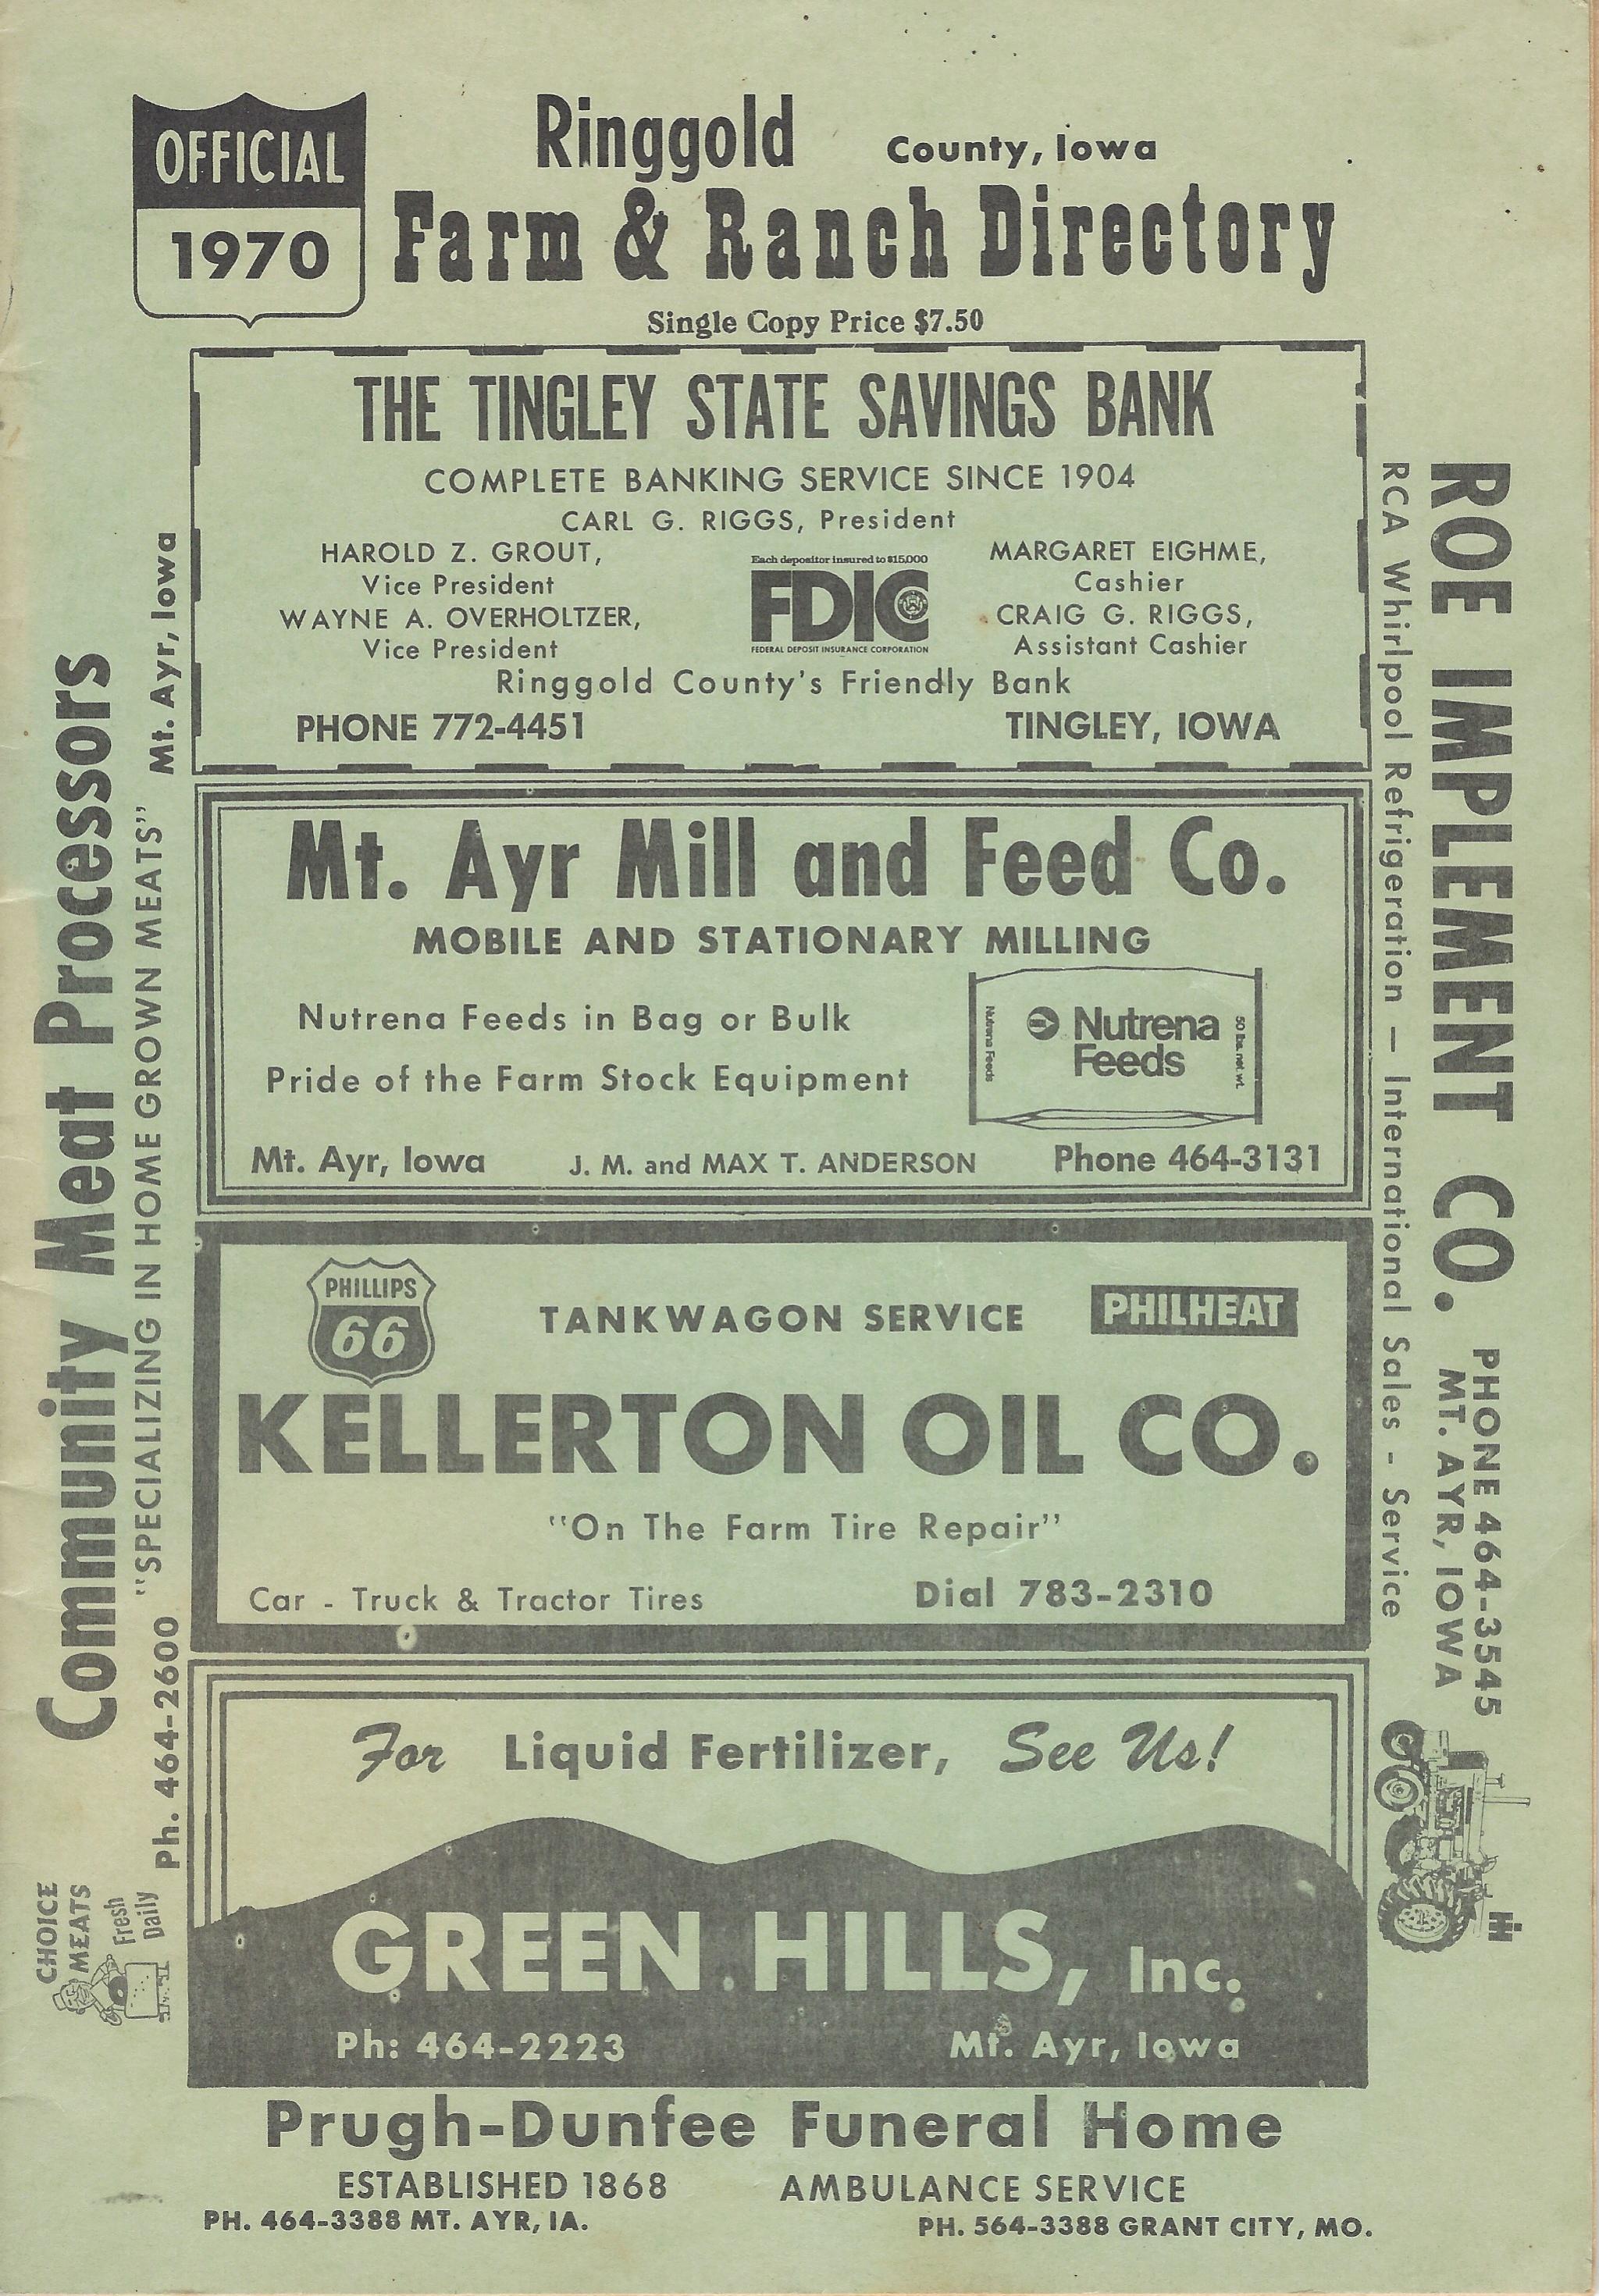 OFFICIAL
1970
Ringgold County, Iowa
Farm & Ranch Directory
Single Copy Price $7.50
THE TINGLEY STATE SAVINGS BANK
COMPLETE BANKING SERVICE SINCE 1904
CARL G. RIGGS, President
HAROLD Z. GROUT,
Vice President
WAYNE A. OVERHOLTZER,
Vice President
Each depositor insured to $15,000
FDIC
FEDERAL DEPOSIT INSURANCE CORPORATION
MARGARET EIGHME,
Cashier
CRAIG G. RIGGS,
Assistant Cashier
Ringgold County's Friendly Bank
PHONE 772-4451 TINGLEY, IOWA
Mt. Ayr Mill and Feed Co.
MOBILE AND STATIONARY MILLING
Nutrena Feeds in Bag or Bulk
Pride of the Farm Stock Equipment
Nutrena Feeds
Nutrena
Feeds
50 lbs. net. wt.
Mt. Ayr, Iowa J. M. and MAX T. ANDERSON Phone 464-3131
PHILLIPS
66
TANKWAGON SERVICE
PHILHEAT
KELLERTON OIL CO.
"On The Farm Tire Repair"
Car - Truck & Tractor Tires Dial 783-2310
For Liquid Fertilizer, See Us!
GREEN HILLS, Inc.
Ph: 464-2223 Mt. Ayr, Iowa
Prugh-Dunfee Funeral Home
ESTABLISHED 1868 AMBULANCE SERVICE
PH. 464-3388 MT. AYR, IA. PH. 564-3388 GRANT CITY, MO.
CHOICE
MEATS
Fresh
Daily
Community Meat Processors
Ph. 464-2600 "SPECIALIZING IN HOME GROWN MEATS" Mt. Ayr, Iowa
ROE IMPLEMENT CO.
PHONE 464-3545
MT. AYR, IOWA
RCA Whirlpool Refrigeration — International Sales - Service
IH